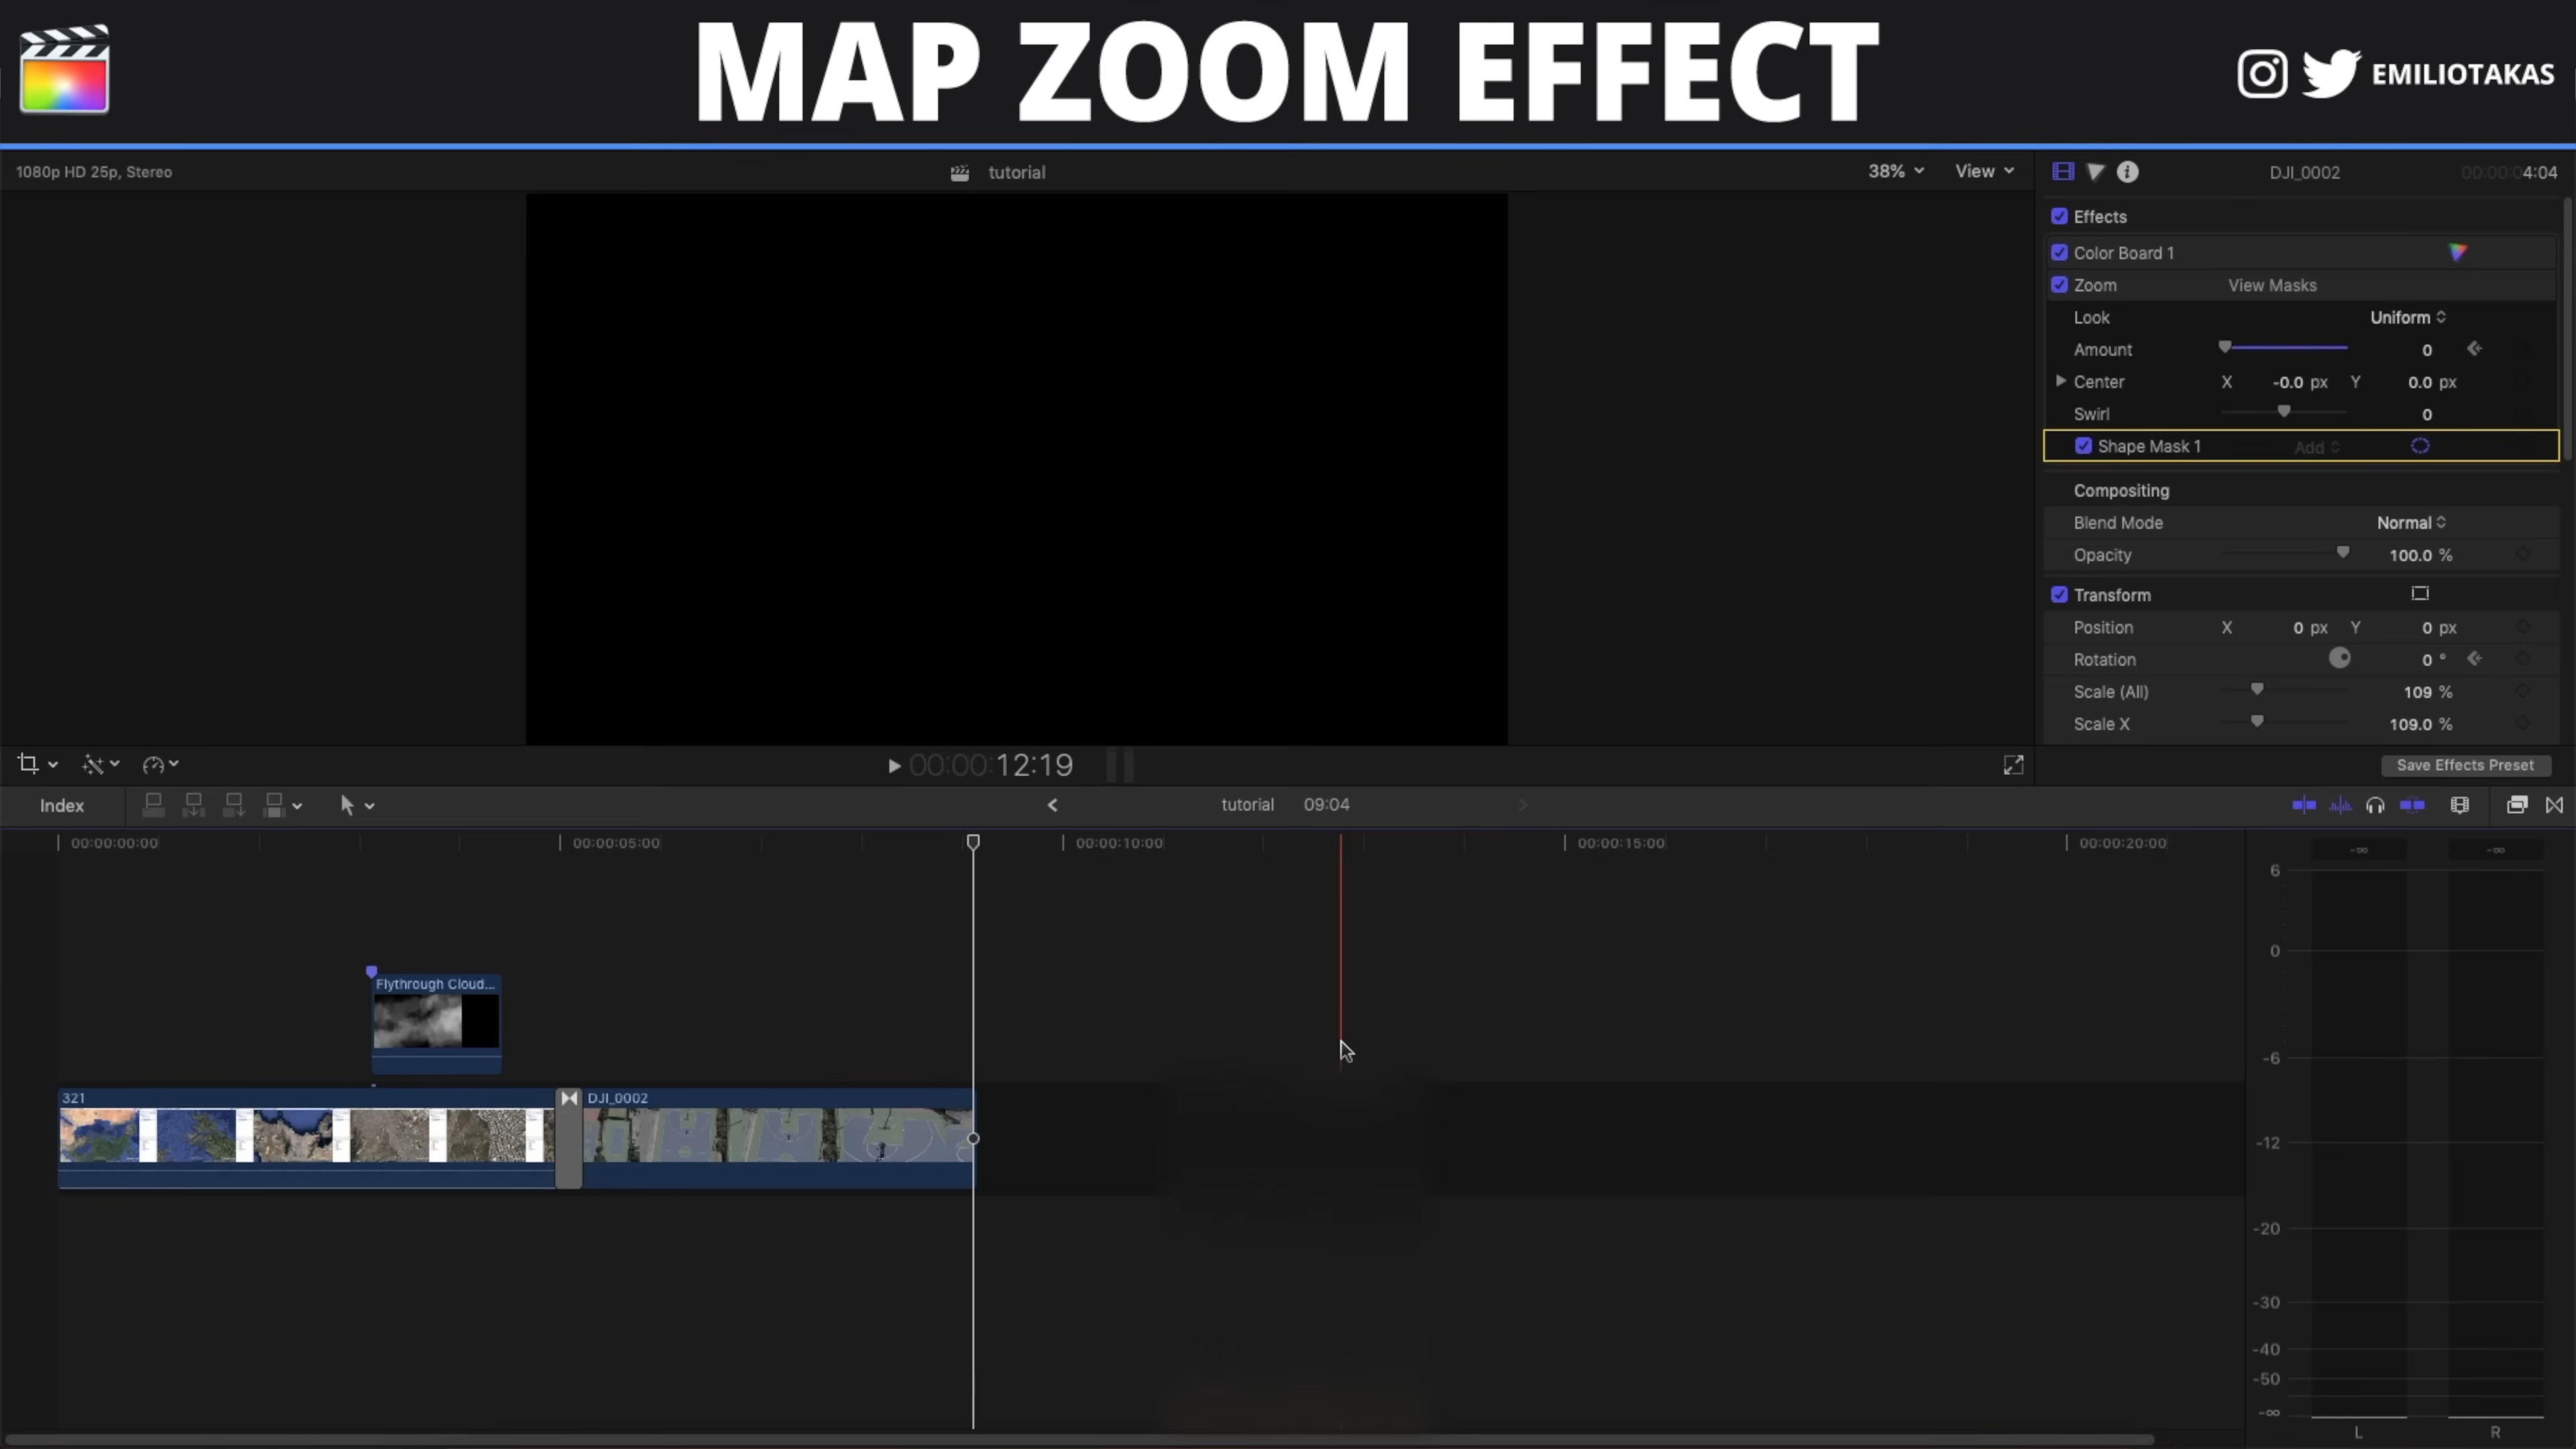 MAP ZOOM EFFECT
EMILIOTAKAS
1080p HD 25p, Stereo
tutorial
38%
View
DJI_0002
00:00:04:04
Effects
Color Board 1
Zoom View Masks
Look Uniform
Amount 0
Center X -0.0 px Y 0.0 px
Swirl 0
Shape Mask 1 Add
Compositing
Blend Mode Normal
Opacity 100.0 %
Transform
Position X 0 px Y 0 px
Rotation 0 °
Scale (All) 109 %
Scale X 109.0 %
00:00:12:19
Save Effects Preset
Index
tutorial 09:04
00:00:00:00 00:00:05:00 00:00:10:00 00:00:15:00 00:00:20:00
-∞ -∞
6
0
-6
-12
-20
-30
-40
-50
-∞
L R
Flythrough Cloud...
321
DJI_0002